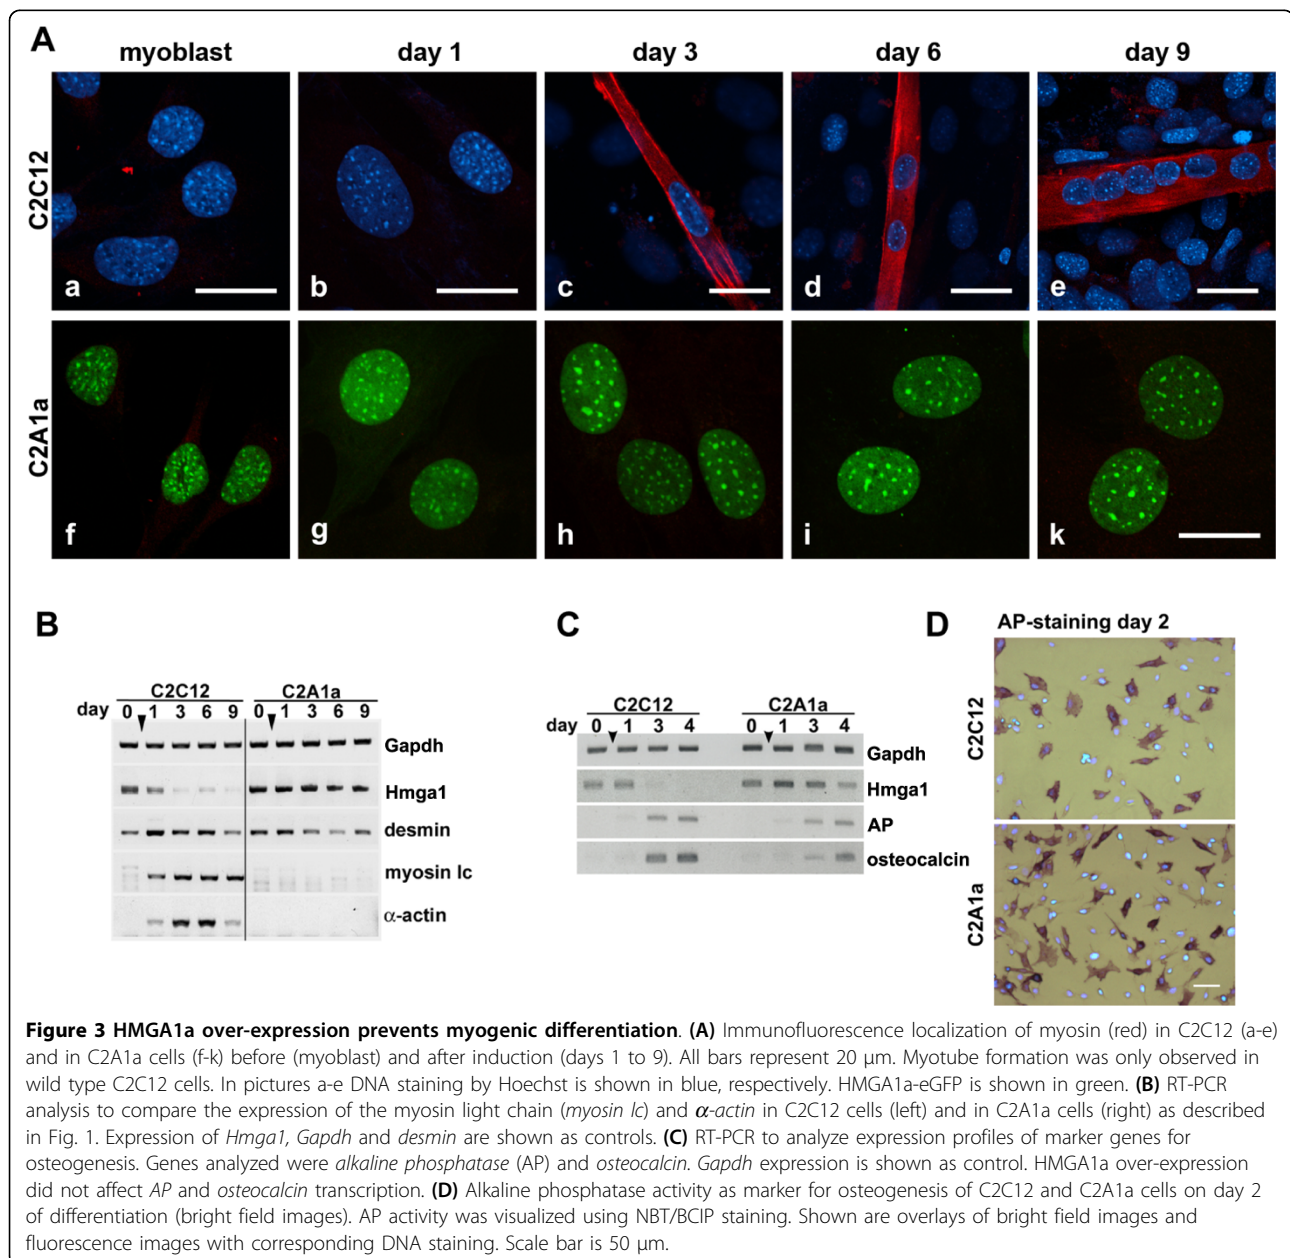 A
myoblast day 1 day 3 day 6 day 9
C2C12
a b c d e
C2A1a
f g h i k
B
C2C12 C2A1a
day 0 1 3 6 9 0 1 3 6 9
Gapdh
Hmga1
desmin
myosin lc
α-actin
C
C2C12 C2A1a
day 0 1 3 4 0 1 3 4
Gapdh
Hmga1
AP
osteocalcin
D
AP-staining day 2
C2C12
C2A1a
Figure 3 HMGA1a over-expression prevents myogenic differentiation. (A) Immunofluorescence localization of myosin (red) in C2C12 (a-e)
and in C2A1a cells (f-k) before (myoblast) and after induction (days 1 to 9). All bars represent 20 μm. Myotube formation was only observed in
wild type C2C12 cells. In pictures a-e DNA staining by Hoechst is shown in blue, respectively. HMGA1a-eGFP is shown in green. (B) RT-PCR
analysis to compare the expression of the myosin light chain (myosin lc) and α-actin in C2C12 cells (left) and in C2A1a cells (right) as described
in Fig. 1. Expression of Hmga1, Gapdh and desmin are shown as controls. (C) RT-PCR to analyze expression profiles of marker genes for
osteogenesis. Genes analyzed were alkaline phosphatase (AP) and osteocalcin. Gapdh expression is shown as control. HMGA1a over-expression
did not affect AP and osteocalcin transcription. (D) Alkaline phosphatase activity as marker for osteogenesis of C2C12 and C2A1a cells on day 2
of differentiation (bright field images). AP activity was visualized using NBT/BCIP staining. Shown are overlays of bright field images and
fluorescence images with corresponding DNA staining. Scale bar is 50 μm.